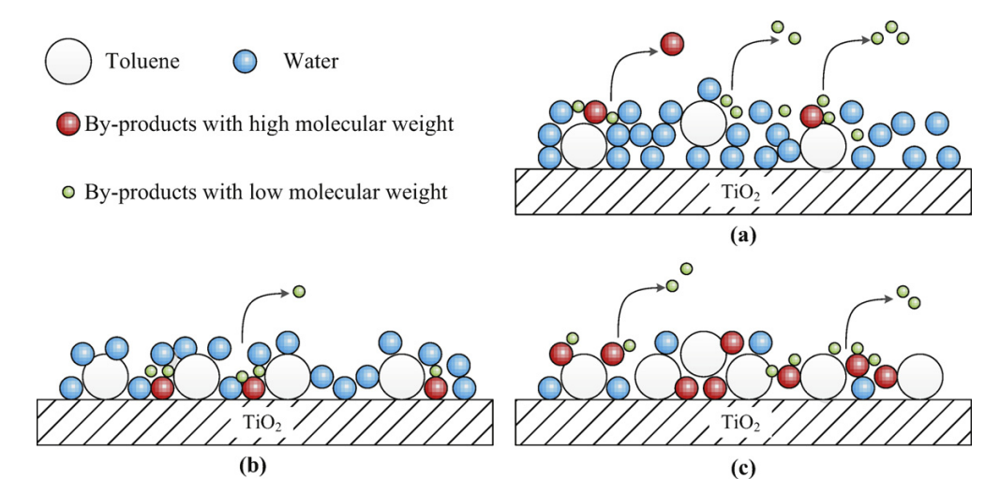 Toluene
Water
By-products with high molecular weight
By-products with low molecular weight
TiO₂
(a)
TiO₂
(b)
TiO₂
(c)